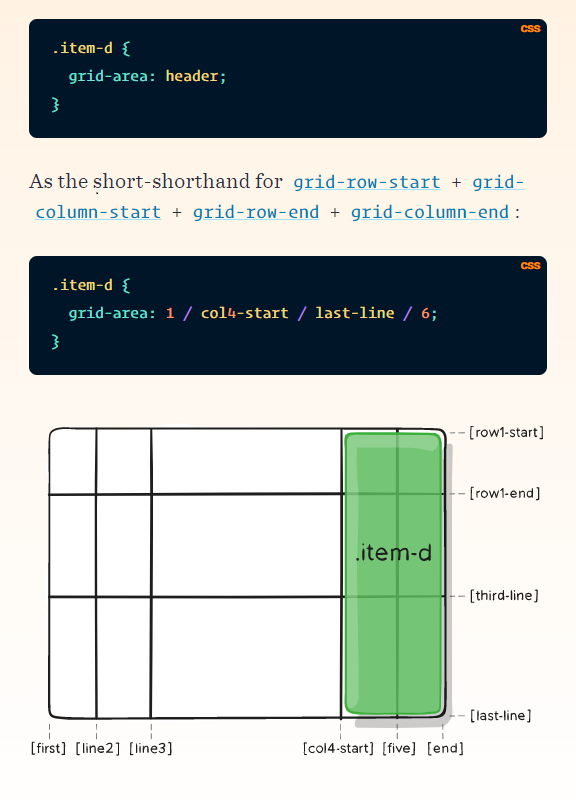 CSS
.item-d {
grid-area: header;
}
As the short-shorthand for grid-row-start + grid-
column-start + grid-row-end + grid-column-end :
CSS
.item-d {
grid-area: 1 / col4-start / last-line / 6;
}
[row1-start]
[row1-end]
.item-d
[third-line]
[last-line]
[first] [line2] [line3] [col4-start] [five] [end]